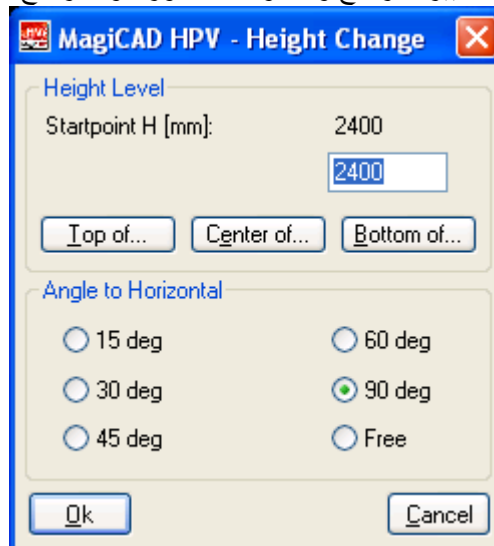 MagiCAD HPV - Height Change
Height Level
Startpoint H [mm]: 2400
2400
Top of... Center of... Bottom of...
Angle to Horizontal
15 deg 60 deg
30 deg 90 deg
45 deg Free
Ok Cancel